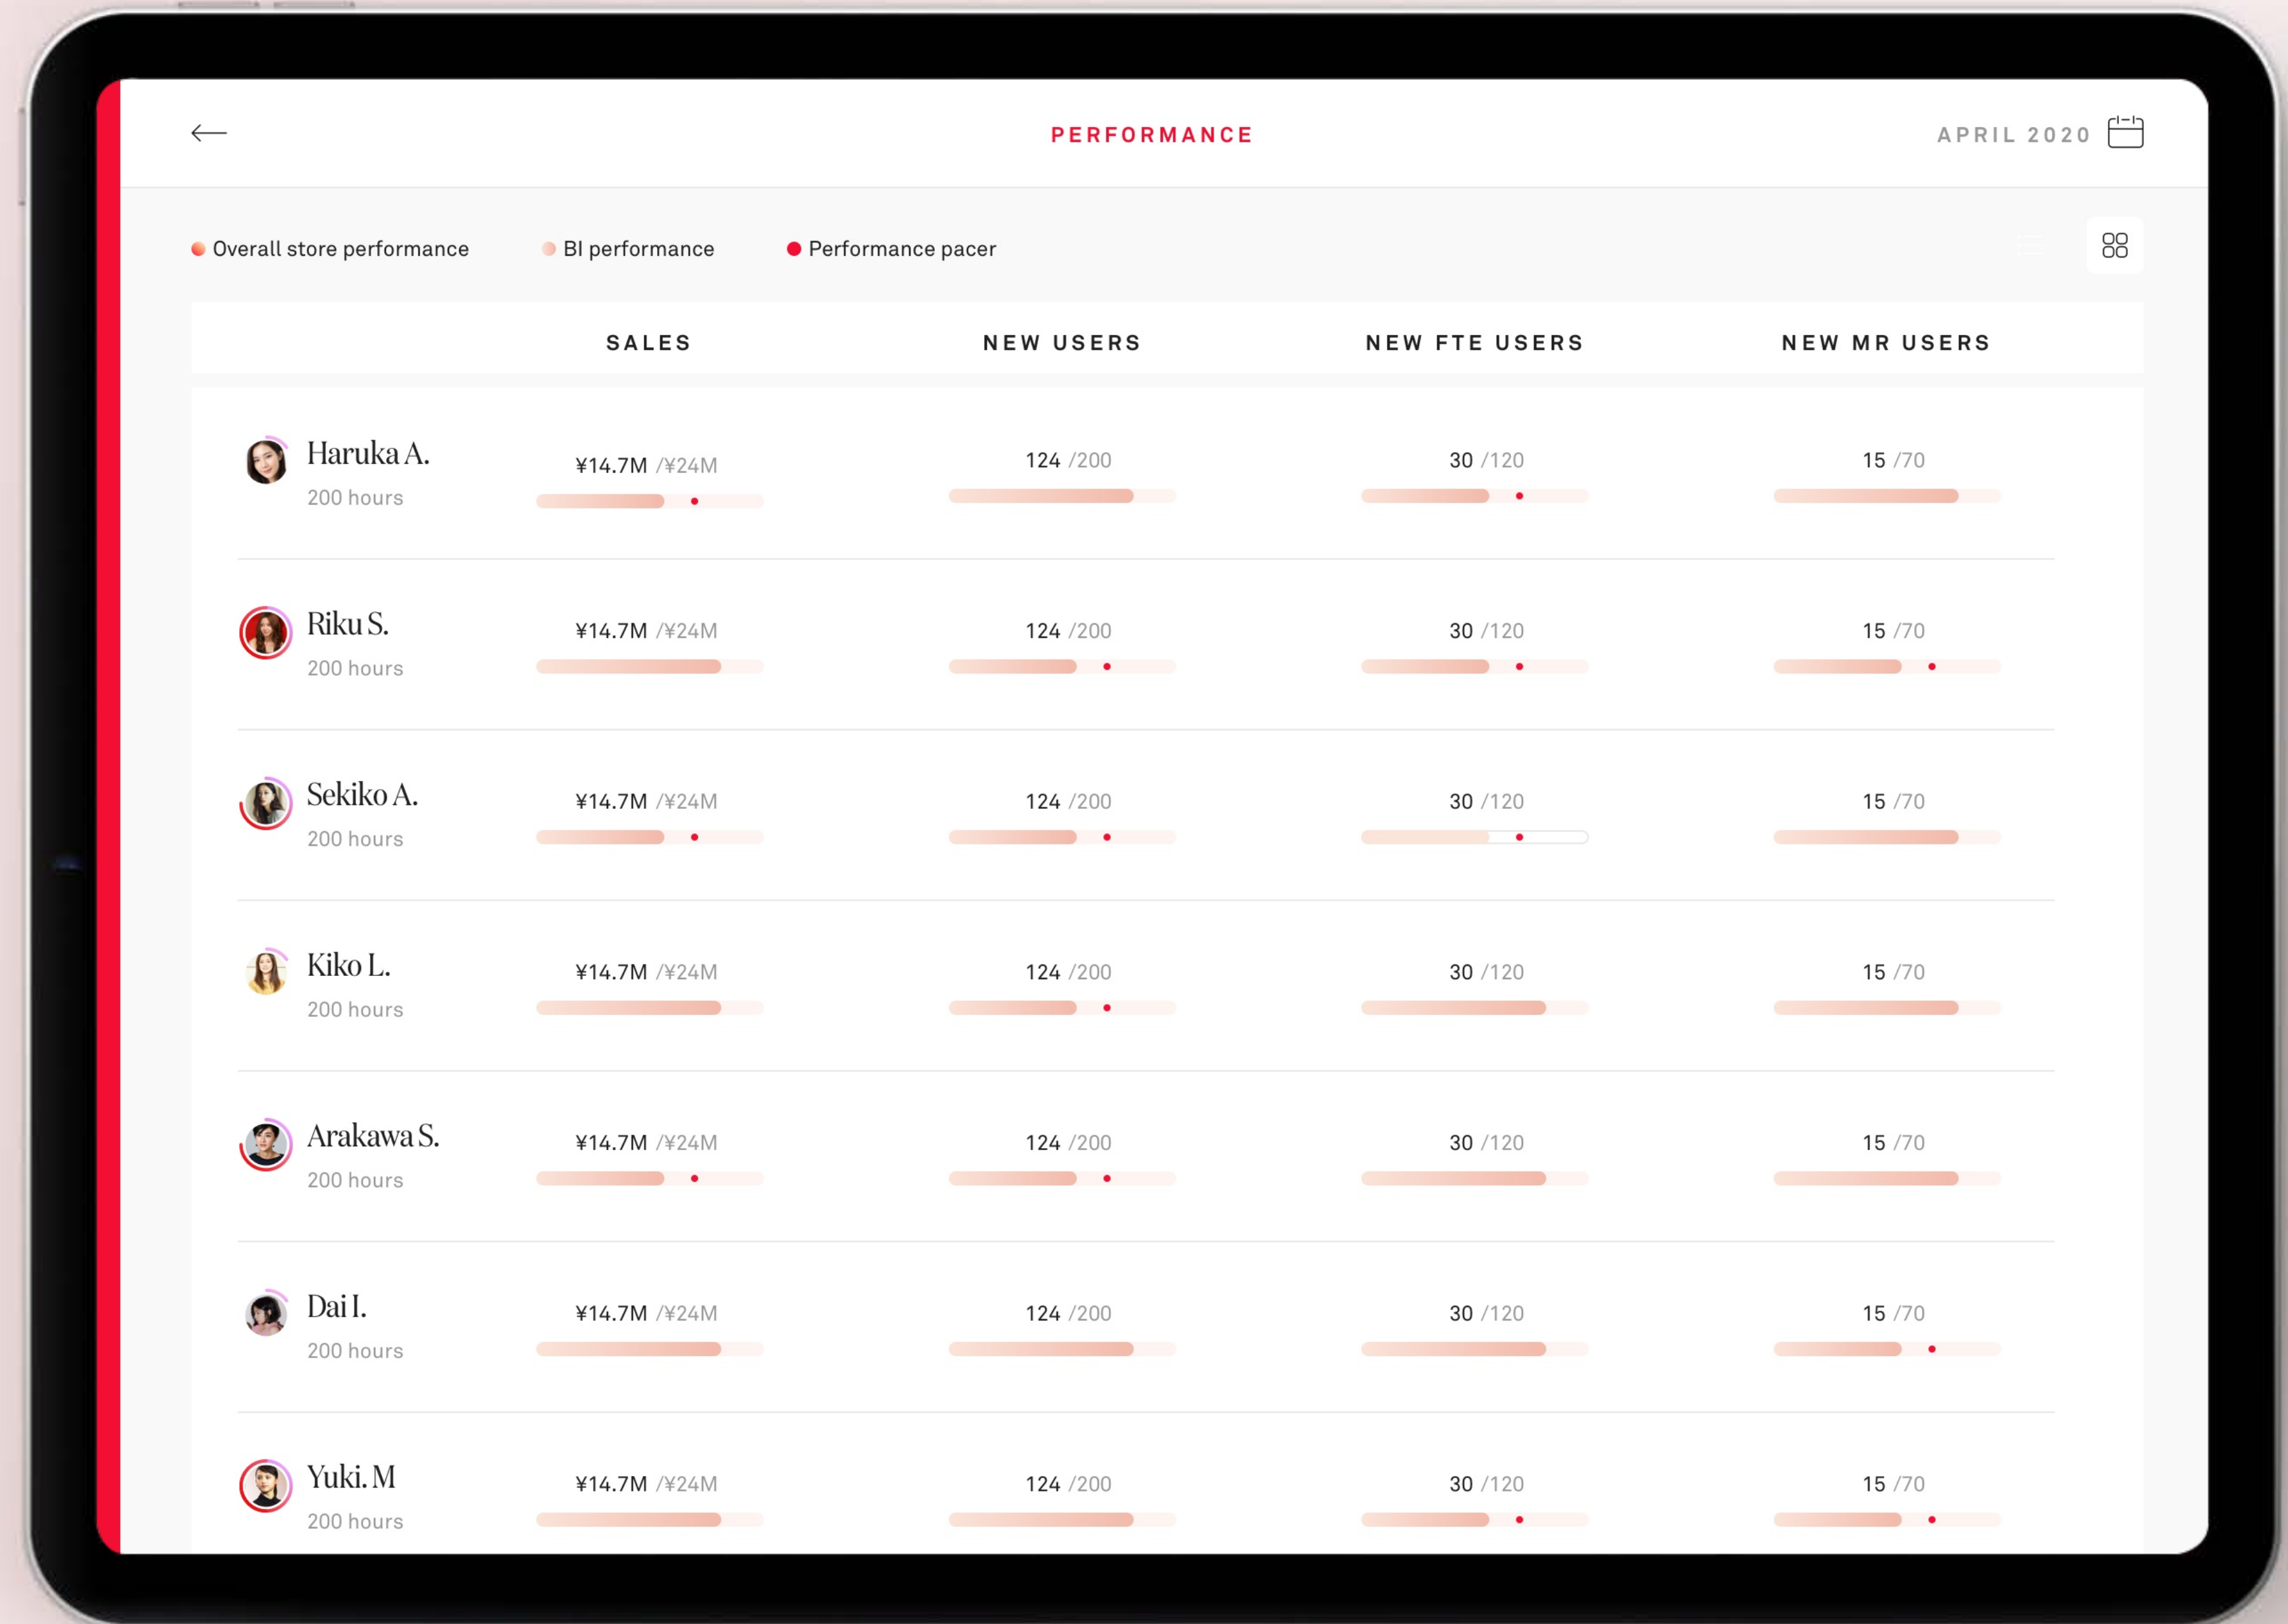 PERFORMANCE
APRIL 2020
Overall store performance
BI performance
Performance pacer
SALES
NEW USERS
NEW FTE USERS
NEW MR USERS
Haruka A.
200 hours
¥14.7M /¥24M
124 /200
30 /120
15 /70
Riku S.
200 hours
¥14.7M /¥24M
124 /200
30 /120
15 /70
Sekiko A.
200 hours
¥14.7M /¥24M
124 /200
30 /120
15 /70
Kiko L.
200 hours
¥14.7M /¥24M
124 /200
30 /120
15 /70
Arakawa S.
200 hours
¥14.7M /¥24M
124 /200
30 /120
15 /70
Dai I.
200 hours
¥14.7M /¥24M
124 /200
30 /120
15 /70
Yuki. M
200 hours
¥14.7M /¥24M
124 /200
30 /120
15 /70